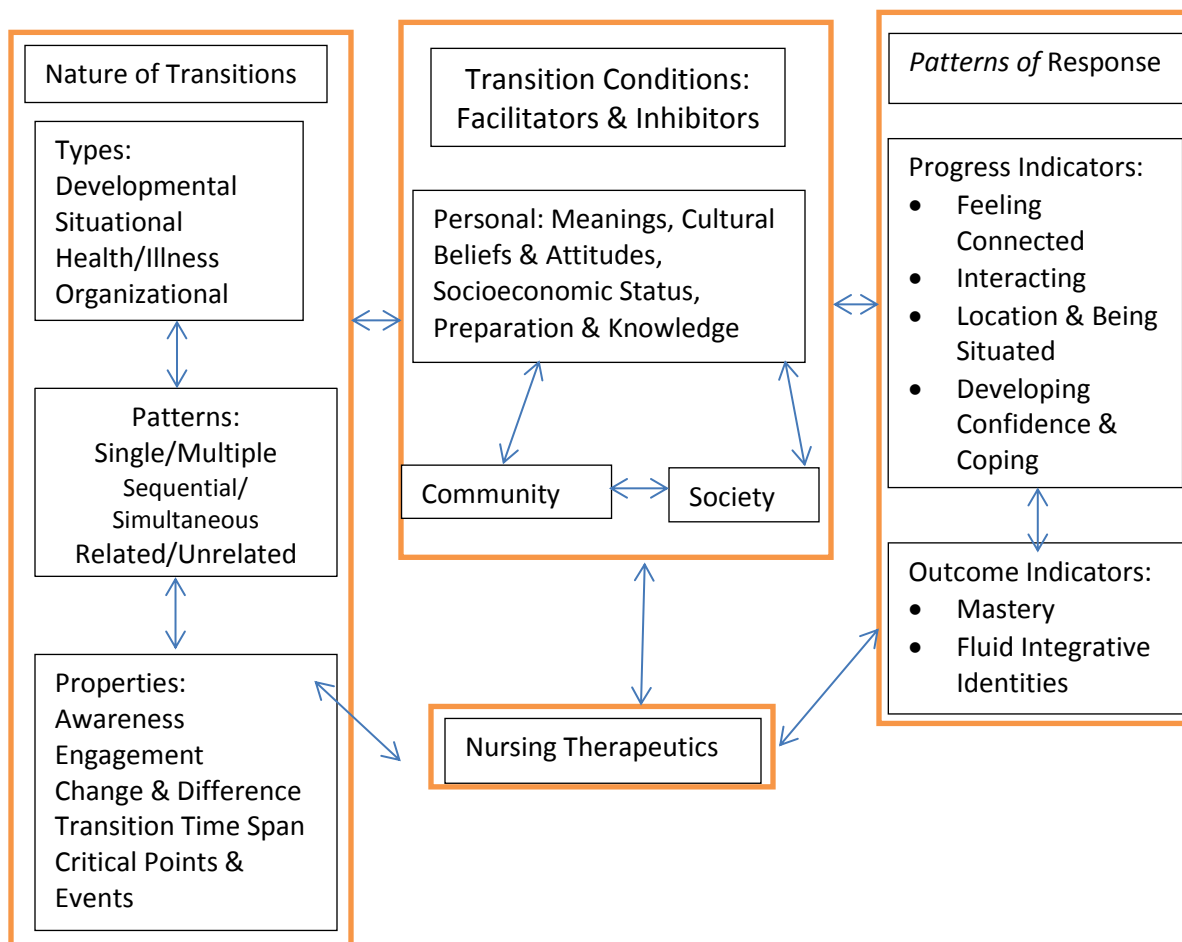 Nature of Transitions
Types:
Developmental
Situational
Health/Illness
Organizational
Patterns:
Single/Multiple
Sequential/
Simultaneous
Related/Unrelated
Properties:
Awareness
Engagement
Change & Difference
Transition Time Span
Critical Points &
Events
Transition Conditions:
Facilitators & Inhibitors
Personal: Meanings, Cultural
Beliefs & Attitudes,
Socioeconomic Status,
Preparation & Knowledge
Community
Society
Nursing Therapeutics
Patterns of Response
Progress Indicators:
• Feeling
Connected
• Interacting
• Location & Being
Situated
• Developing
Confidence &
Coping
Outcome Indicators:
• Mastery
• Fluid Integrative
Identities